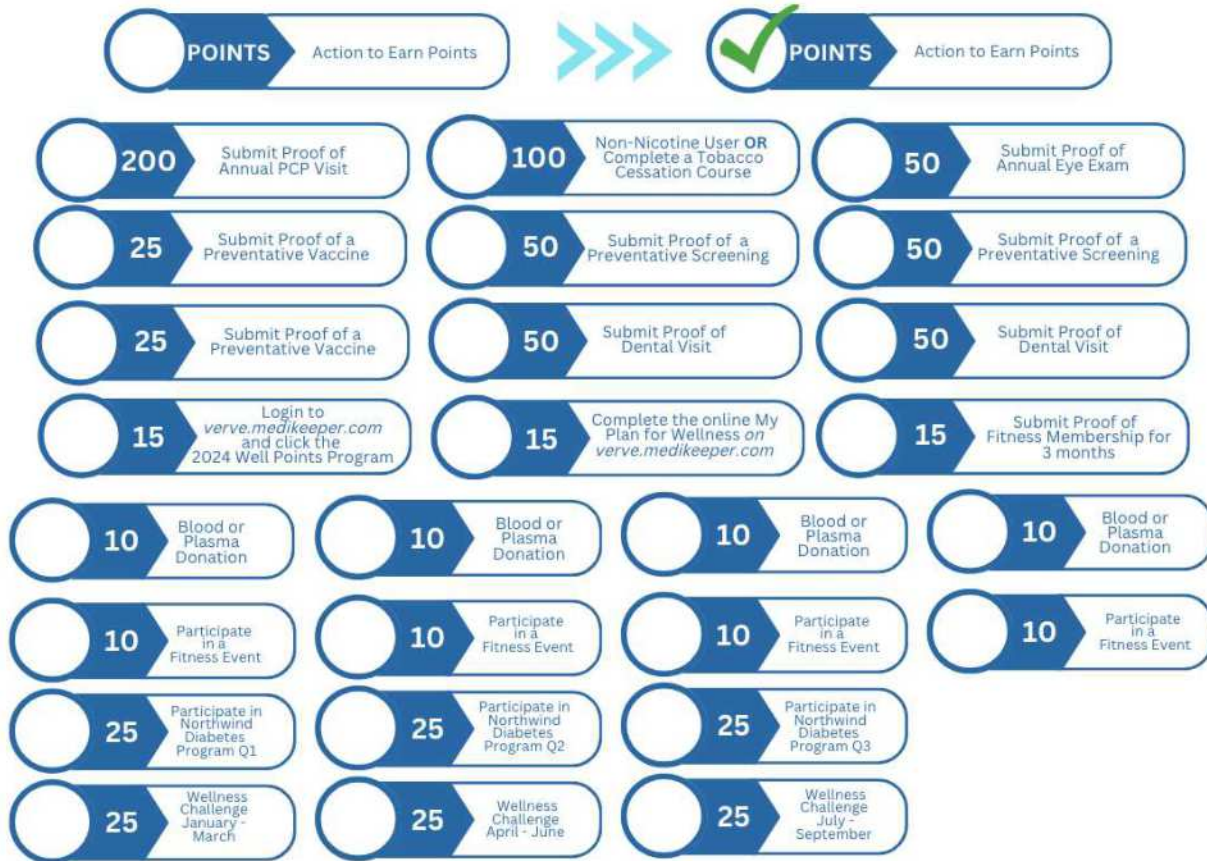 POINTS
Action to Earn Points
POINTS
Action to Earn Points
200
Submit Proof of
Annual PCP Visit
100
Non-Nicotine User OR
Complete a Tobacco
Cessation Course
50
Submit Proof of
Annual Eye Exam
25
Submit Proof of a
Preventative Vaccine
50
Submit Proof of a
Preventative Screening
50
Submit Proof of a
Preventative Screening
25
Submit Proof of a
Preventative Vaccine
50
Submit Proof of
Dental Visit
50
Submit Proof of
Dental Visit
15
Login to
verve.medikeeper.com
and click the
2024 Well Points Program
15
Complete the online My
Plan for Wellness on
verve.medikeeper.com
15
Submit Proof of
Fitness Membership for
3 months
10
Blood or
Plasma
Donation
10
Blood or
Plasma
Donation
10
Blood or
Plasma
Donation
10
Blood or
Plasma
Donation
10
Participate
in a
Fitness Event
10
Participate
in a
Fitness Event
10
Participate
in a
Fitness Event
10
Participate
in a
Fitness Event
25
Participate in
Northwind
Diabetes
Program Q1
25
Participate in
Northwind
Diabetes
Program Q2
25
Participate in
Northwind
Diabetes
Program Q3
25
Wellness
Challenge
January -
March
25
Wellness
Challenge
April - June
25
Wellness
Challenge
July -
September